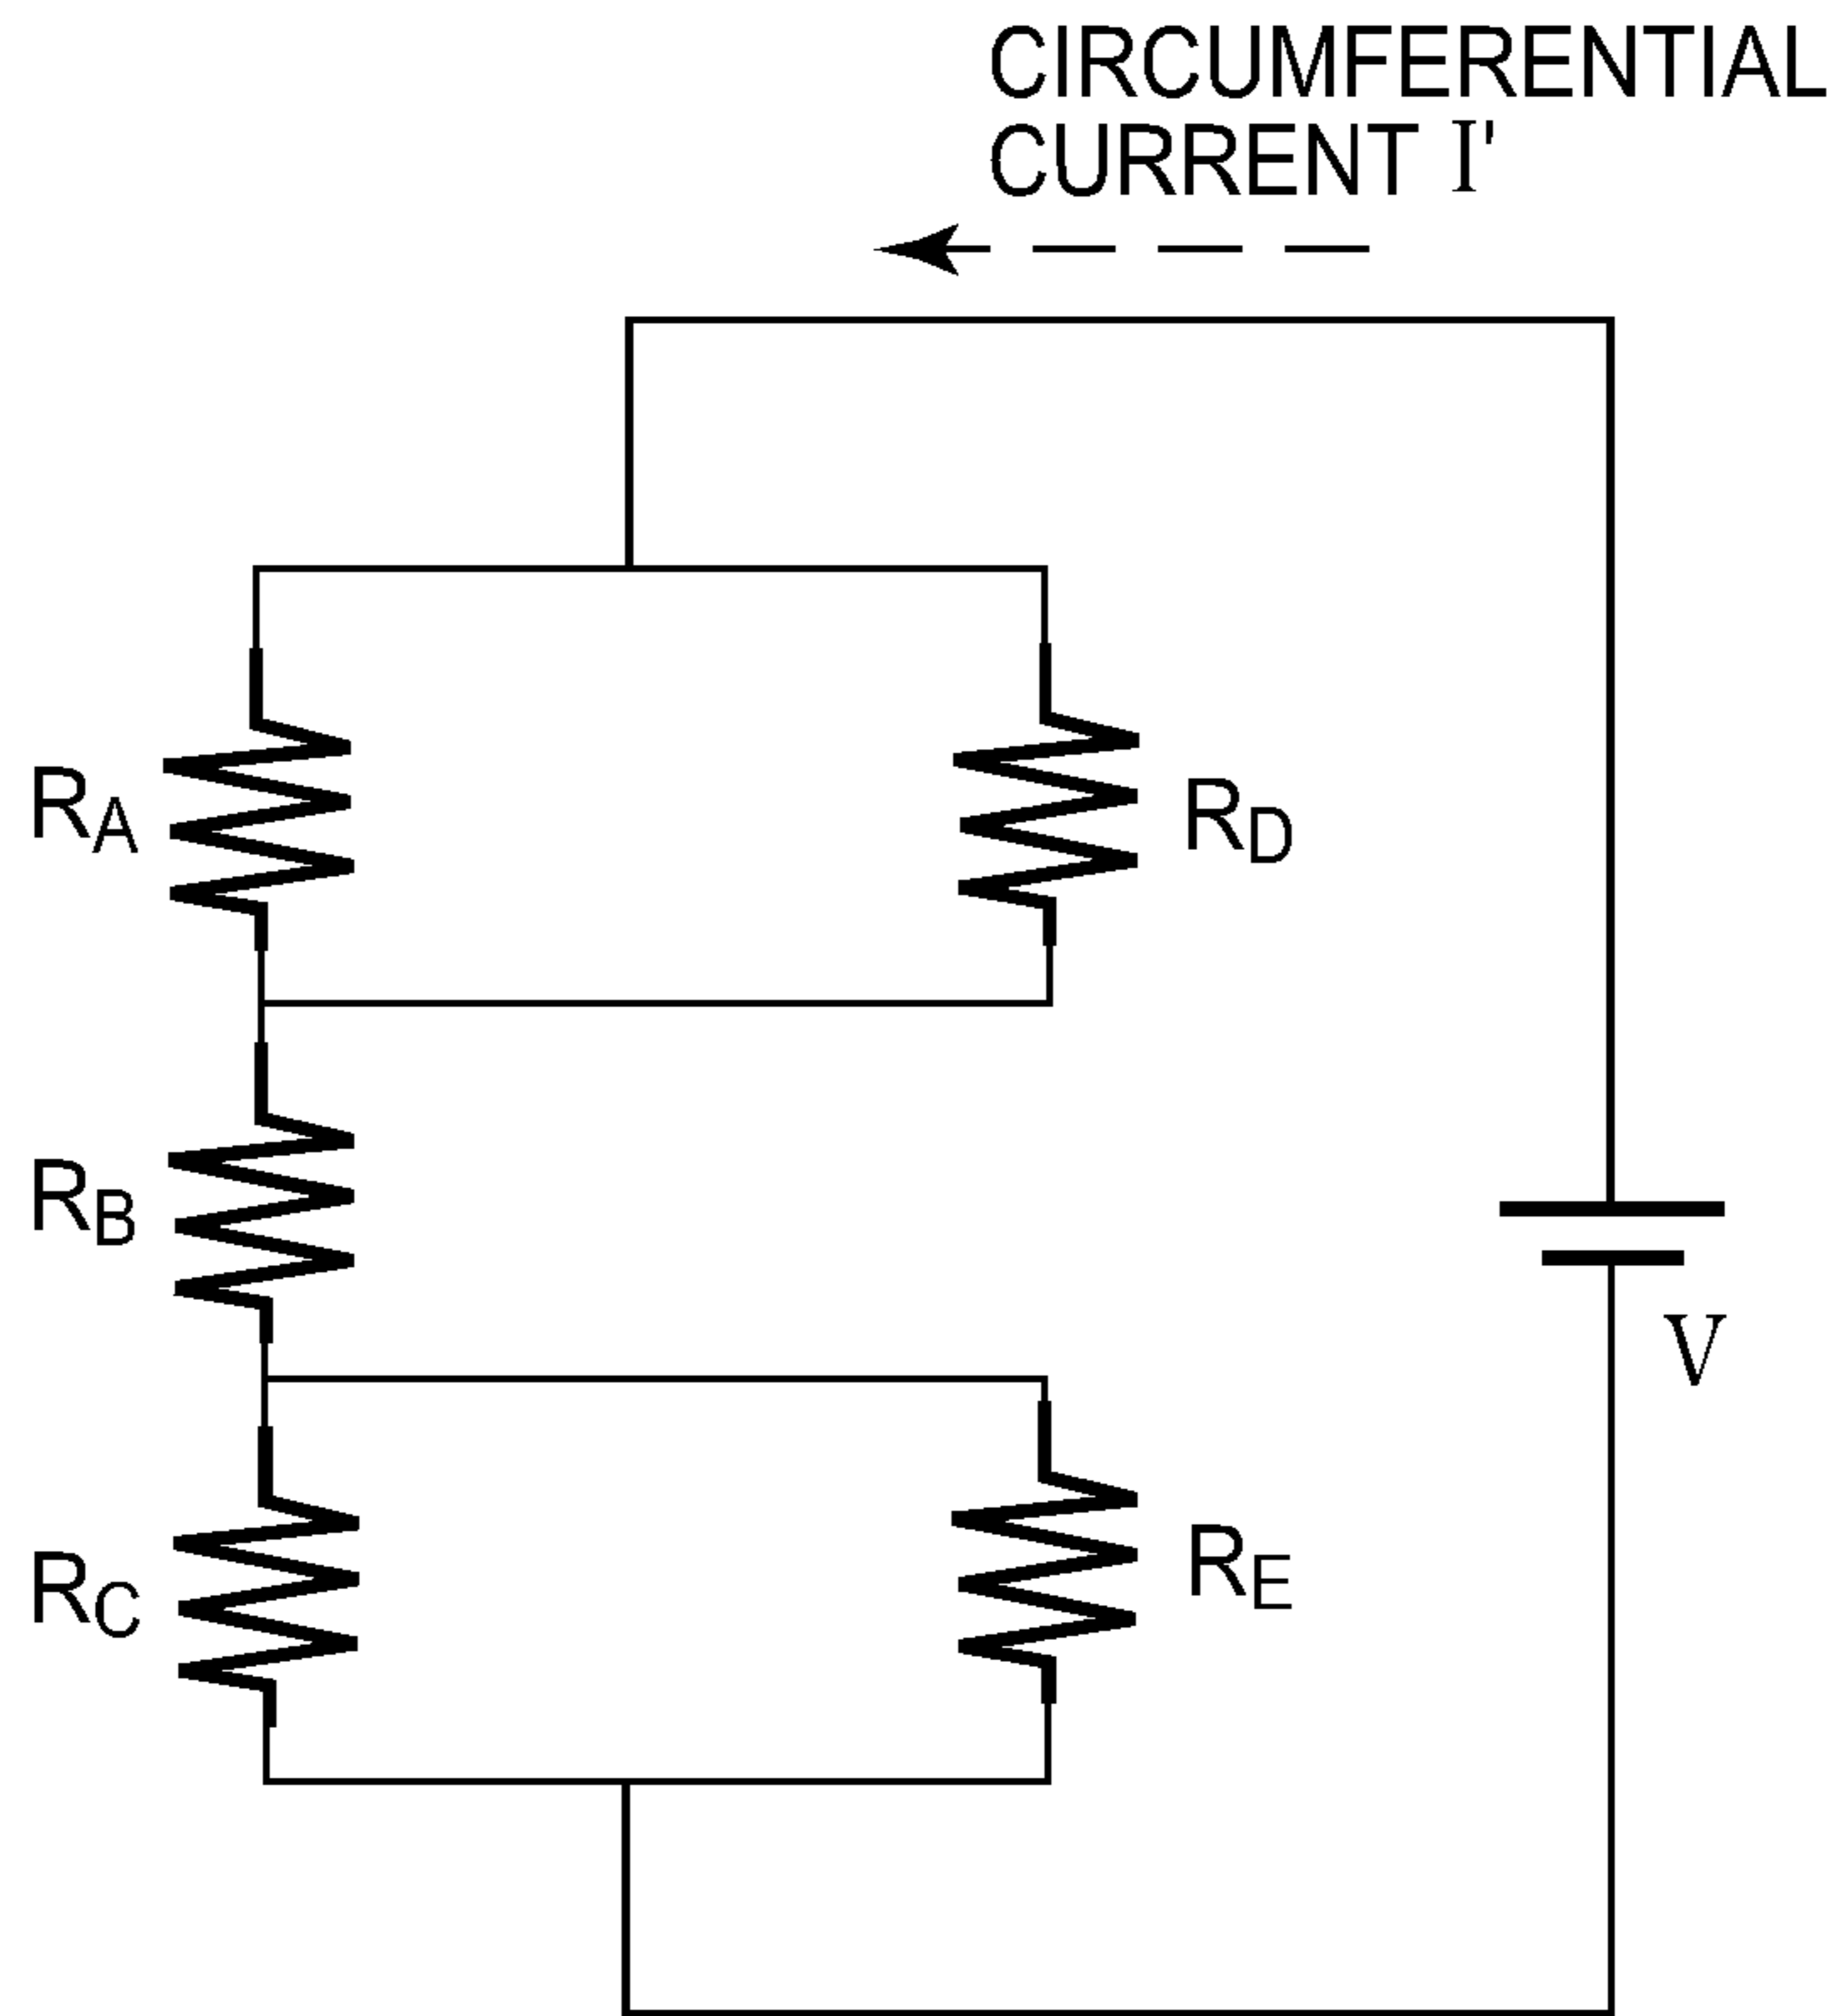 CIRCUMFERENTIAL
CURRENT I'
RA
RD
RB
V
RC
RE